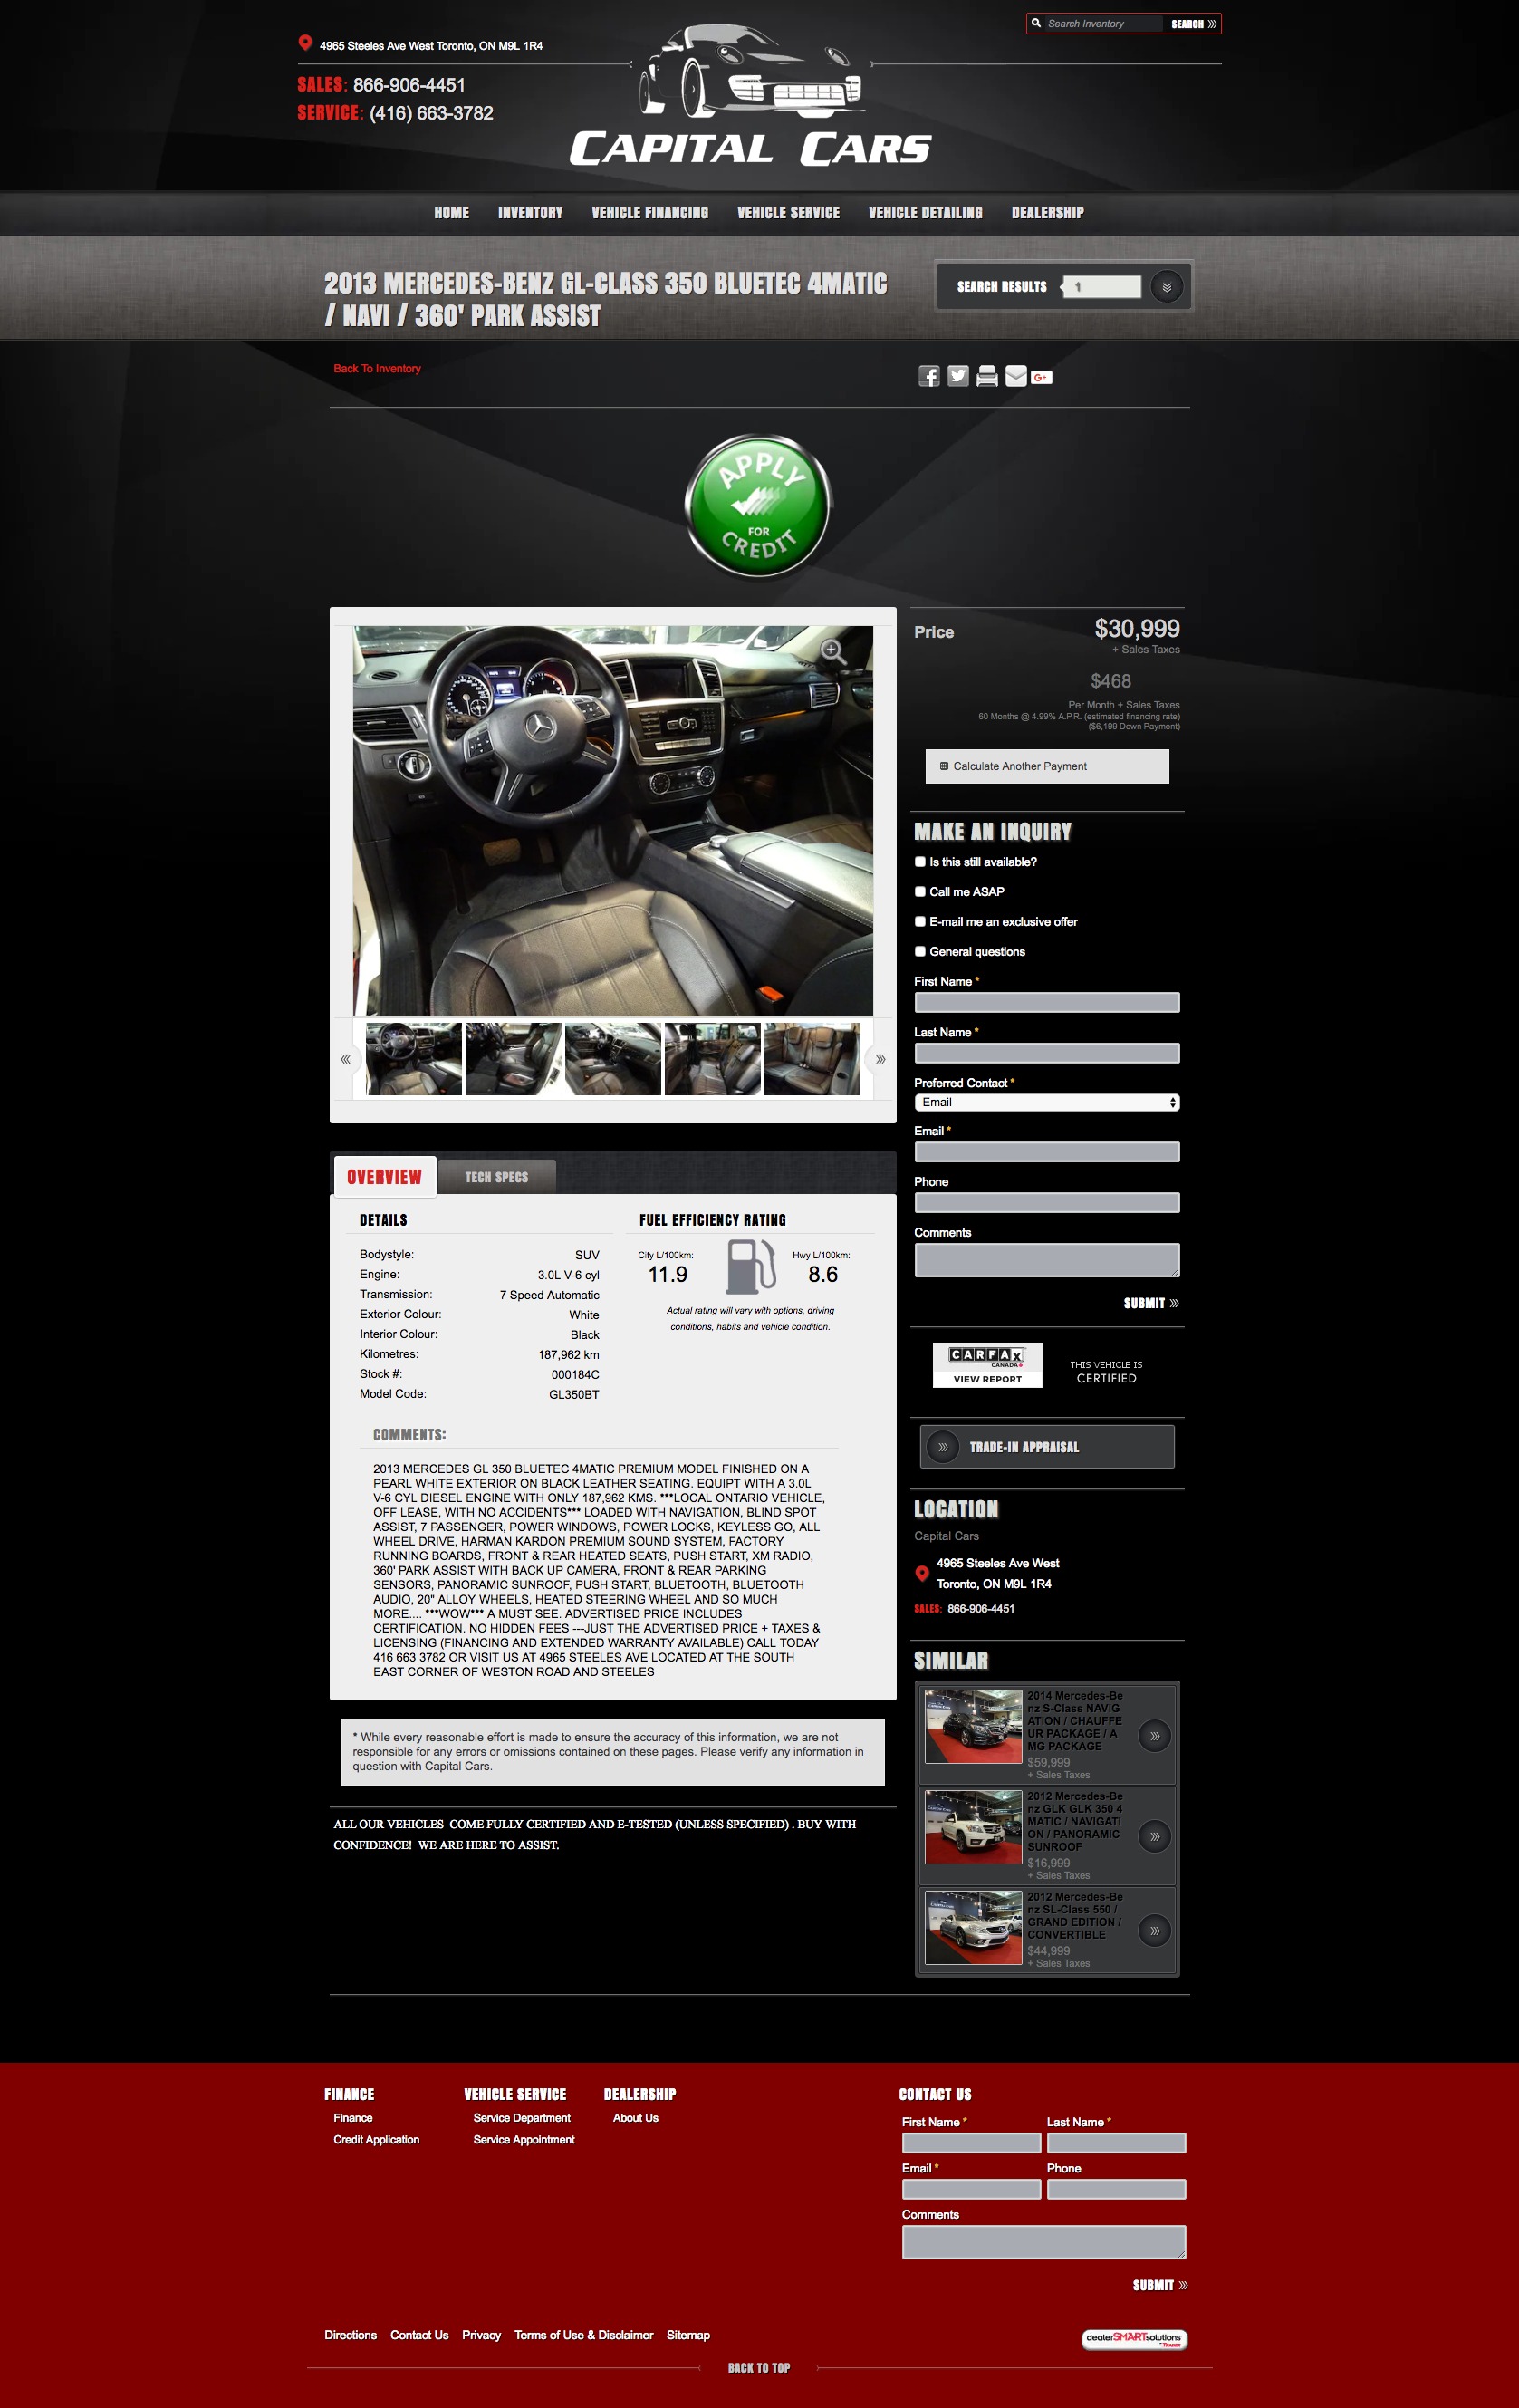 4965 Steeles Ave West Toronto, ON M9L 1R4
Search Inventory
SEARCH
SALES: 866-906-4451
SERVICE: (416) 663-3782
CAPITAL CARS
HOME INVENTORY VEHICLE FINANCING VEHICLE SERVICE VEHICLE DETAILING DEALERSHIP
2013 MERCEDES-BENZ GL-CLASS 350 BLUETEC 4MATIC
/ NAVI / 360' PARK ASSIST
SEARCH RESULTS 1
Back To Inventory
G+
APPLY
FOR
CREDIT
Price $30,999
+ Sales Taxes
$468
Per Month + Sales Taxes
60 Months @ 4.99% A.P.R. (estimated financing rate)
($6,199 Down Payment)
Calculate Another Payment
MAKE AN INQUIRY
Is this still available?
Call me ASAP
E-mail me an exclusive offer
General questions
First Name *
Last Name *
Preferred Contact *
Email
Email *
Phone
Comments
SUBMIT
OVERVIEW TECH SPECS
DETAILS
Bodystyle: SUV
Engine: 3.0L V-6 cyl
Transmission: 7 Speed Automatic
Exterior Colour: White
Interior Colour: Black
Kilometres: 187,962 km
Stock #: 000184C
Model Code: GL350BT
FUEL EFFICIENCY RATING
City L/100km: Hwy L/100km:
11.9 8.6
Actual rating will vary with options, driving
conditions, habits and vehicle condition.
COMMENTS:
2013 MERCEDES GL 350 BLUETEC 4MATIC PREMIUM MODEL FINISHED ON A
PEARL WHITE EXTERIOR ON BLACK LEATHER SEATING. EQUIPT WITH A 3.0L
V-6 CYL DIESEL ENGINE WITH ONLY 187,962 KMS. ***LOCAL ONTARIO VEHICLE,
OFF LEASE, WITH NO ACCIDENTS*** LOADED WITH NAVIGATION, BLIND SPOT
ASSIST, 7 PASSENGER, POWER WINDOWS, POWER LOCKS, KEYLESS GO, ALL
WHEEL DRIVE, HARMAN KARDON PREMIUM SOUND SYSTEM, FACTORY
RUNNING BOARDS, FRONT & REAR HEATED SEATS, PUSH START, XM RADIO,
360' PARK ASSIST WITH BACK UP CAMERA, FRONT & REAR PARKING
SENSORS, PANORAMIC SUNROOF, PUSH START, BLUETOOTH, BLUETOOTH
AUDIO, 20" ALLOY WHEELS, HEATED STEERING WHEEL AND SO MUCH
MORE.... ***WOW*** A MUST SEE. ADVERTISED PRICE INCLUDES
CERTIFICATION. NO HIDDEN FEES ---JUST THE ADVERTISED PRICE + TAXES &
LICENSING (FINANCING AND EXTENDED WARRANTY AVAILABLE) CALL TODAY
416 663 3782 OR VISIT US AT 4965 STEELES AVE LOCATED AT THE SOUTH
EAST CORNER OF WESTON ROAD AND STEELES
* While every reasonable effort is made to ensure the accuracy of this information, we are not
responsible for any errors or omissions contained on these pages. Please verify any information in
question with Capital Cars.
ALL OUR VEHICLES COME FULLY CERTIFIED AND E-TESTED (UNLESS SPECIFIED) . BUY WITH
CONFIDENCE! WE ARE HERE TO ASSIST.
CARFAX
CANADA
VIEW REPORT
THIS VEHICLE IS
CERTIFIED
TRADE-IN APPRAISAL
LOCATION
Capital Cars
4965 Steeles Ave West
Toronto, ON M9L 1R4
SALES: 866-906-4451
SIMILAR
2014 Mercedes-Be
nz S-Class NAVIG
ATION / CHAUFFE
UR PACKAGE / A
MG PACKAGE
$59,999
+ Sales Taxes
2012 Mercedes-Be
nz GLK GLK 350 4
MATIC / NAVIGATI
ON / PANORAMIC
SUNROOF
$16,999
+ Sales Taxes
2012 Mercedes-Be
nz SL-Class 550 /
GRAND EDITION /
CONVERTIBLE
$44,999
+ Sales Taxes
FINANCE
Finance
Credit Application
VEHICLE SERVICE
Service Department
Service Appointment
DEALERSHIP
About Us
CONTACT US
First Name * Last Name *
Email * Phone
Comments
SUBMIT
Directions Contact Us Privacy Terms of Use & Disclaimer Sitemap
dealerSMARTsolutions
BACK TO TOP